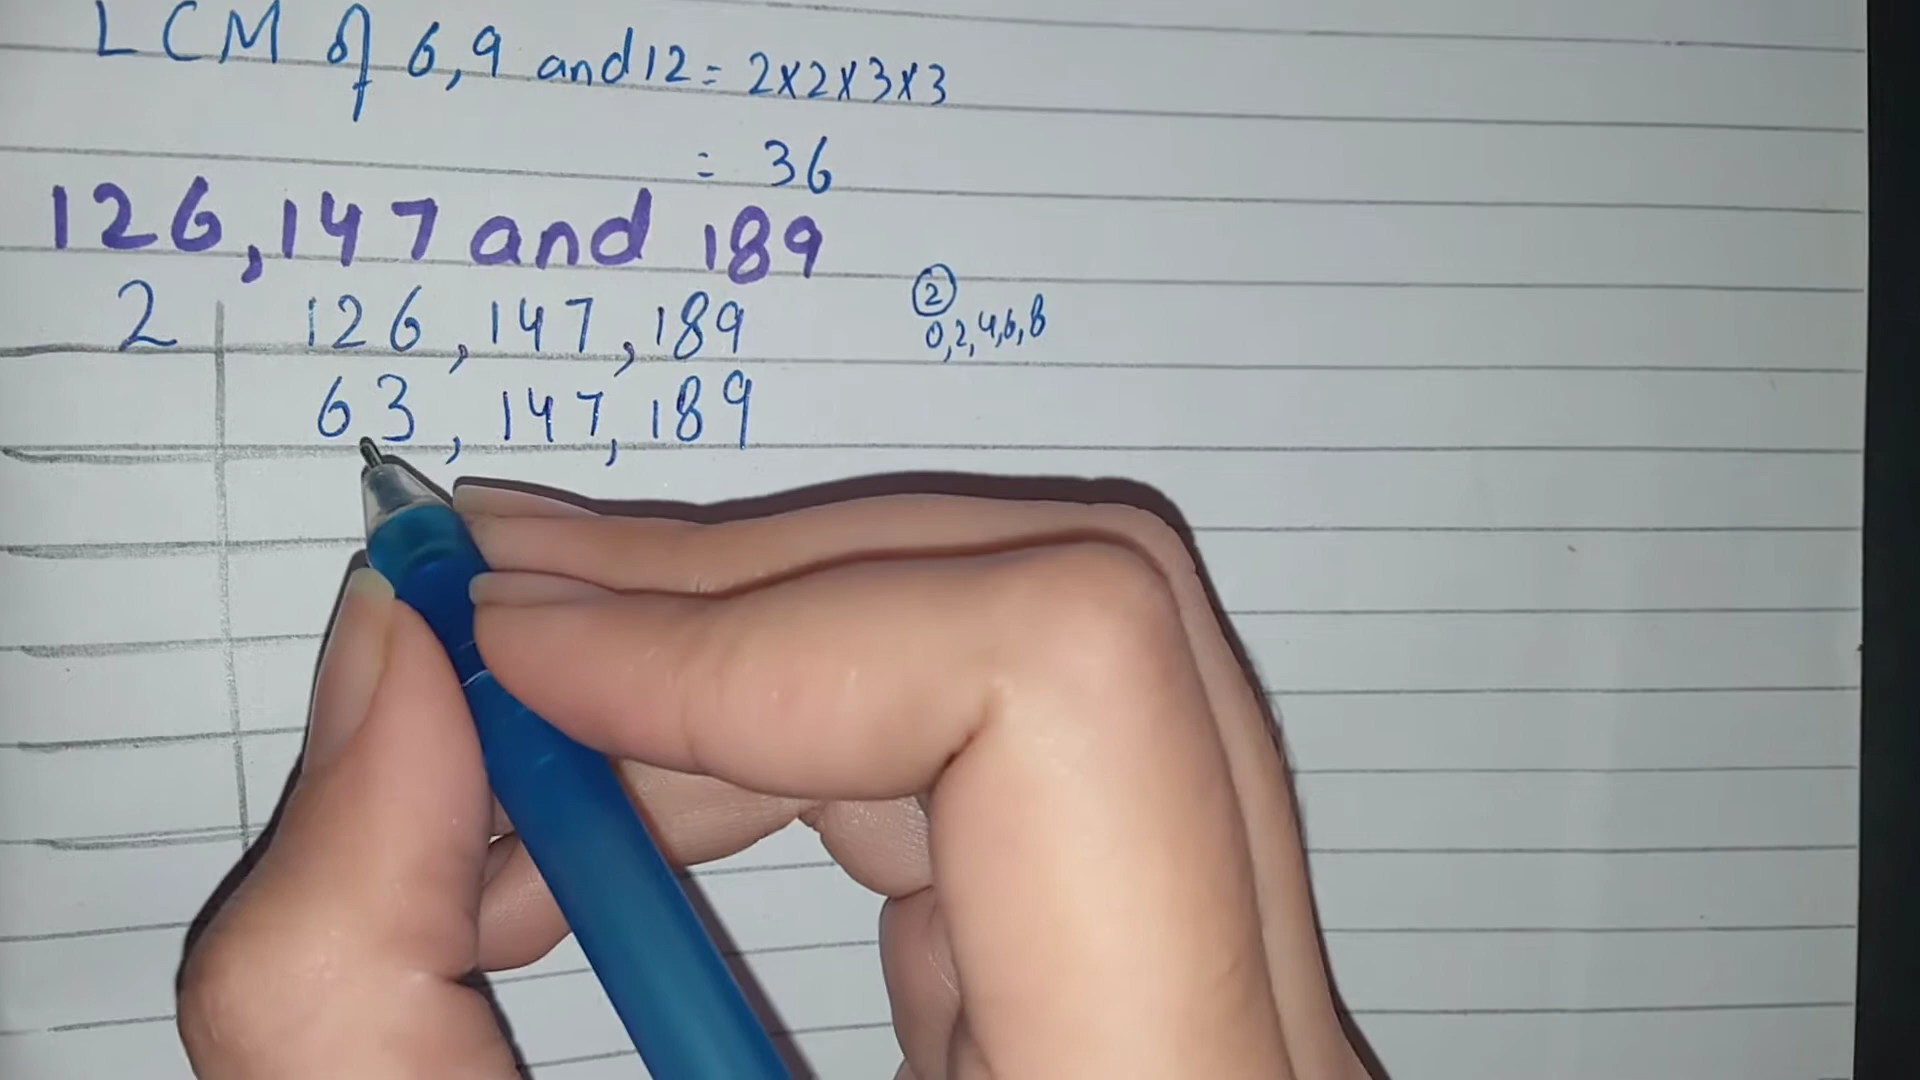 LCM of 6,9 and 12 = 2x2x3x3
= 36
126,147 and 189
2 126,147,189
②
0,2,4,6,8
63,147,189